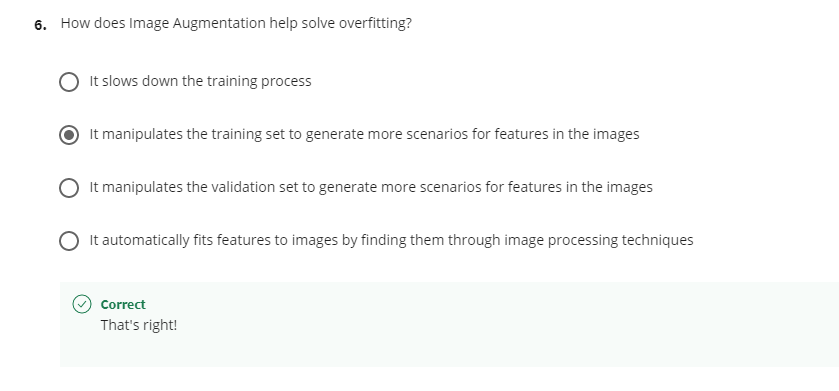 6. How does Image Augmentation help solve overfitting?
It slows down the training process
It manipulates the training set to generate more scenarios for features in the images
It manipulates the validation set to generate more scenarios for features in the images
It automatically fits features to images by finding them through image processing techniques
Correct
That's right!